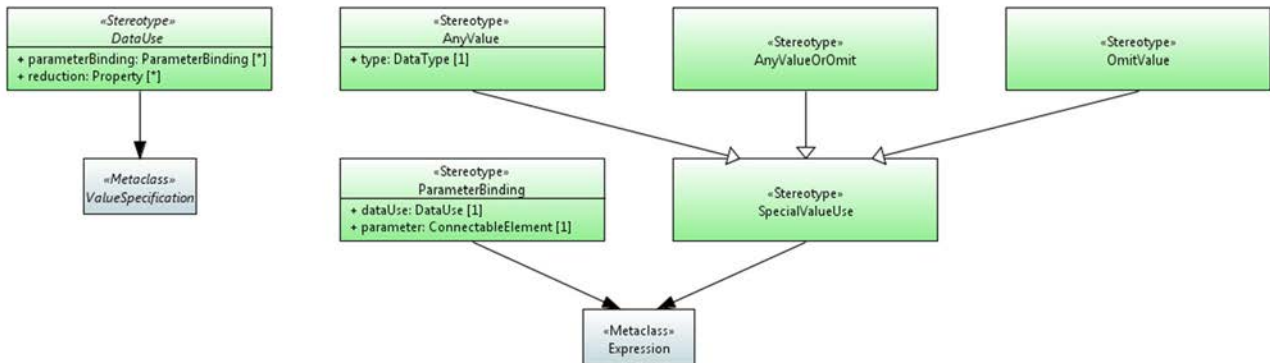 «Stereotype»
DataUse
+ parameterBinding: ParameterBinding [*]
+ reduction: Property [*]
«Stereotype»
AnyValue
+ type: DataType [1]
«Stereotype»
AnyValueOrOmit
«Stereotype»
OmitValue
«Metaclass»
ValueSpecification
«Stereotype»
ParameterBinding
+ dataUse: DataUse [1]
+ parameter: ConnectableElement [1]
«Stereotype»
SpecialValueUse
«Metaclass»
Expression